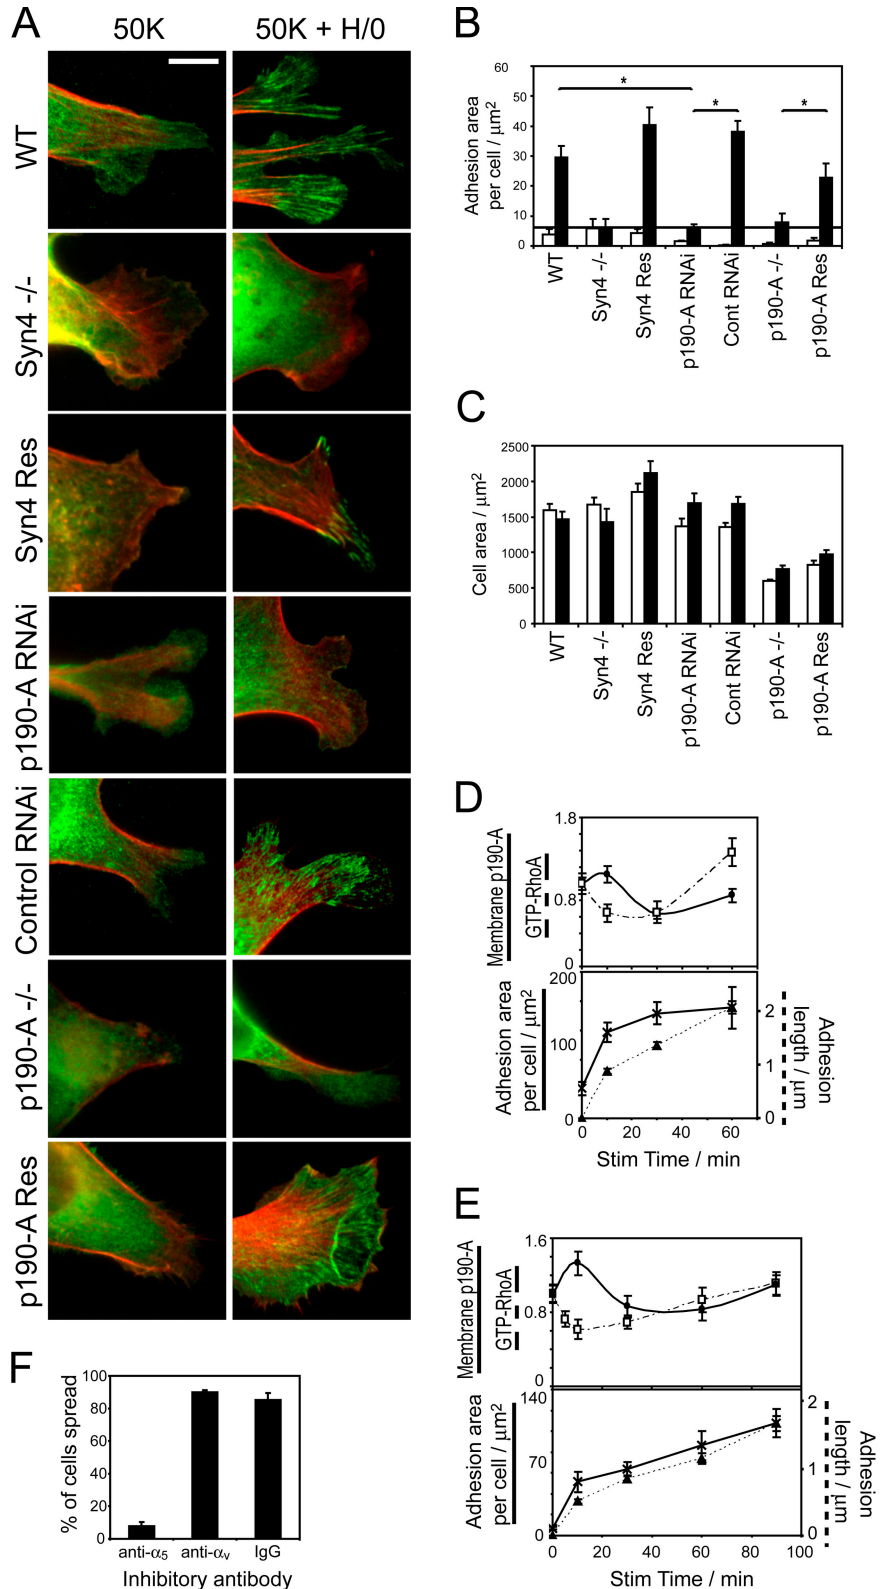 A
50K
50K + H/0
WT
Syn4 -/-
Syn4 Res
p190-A RNAi
Control RNAi
p190-A -/-
p190-A Res
B
Adhesion area
per cell / μm2
60
50
40
30
20
10
0
*
*
*
WT
Syn4 -/-
Syn4 Res
p190-A RNAi
Cont RNAi
p190-A -/-
p190-A Res
C
Cell area / μm2
2500
2000
1500
1000
500
0
WT
Syn4 -/-
Syn4 Res
p190-A RNAi
Cont RNAi
p190-A -/-
p190-A Res
D
Membrane p190-A
GTP-RhoA
1.8
0.8
0
Adhesion area
per cell / μm2
200
100
0
2
1
0
Adhesion
length / μm
0 20 40 60
Stim Time / min
E
Membrane p190-A
GTP-RhoA
1.6
0.8
0
Adhesion area
per cell / μm2
140
70
0
2
1
0
Adhesion
length / μm
0 20 40 60 80 100
Stim Time / min
F
% of cells spread
100
80
60
40
20
0
anti-α5 anti-αv IgG
Inhibitory antibody